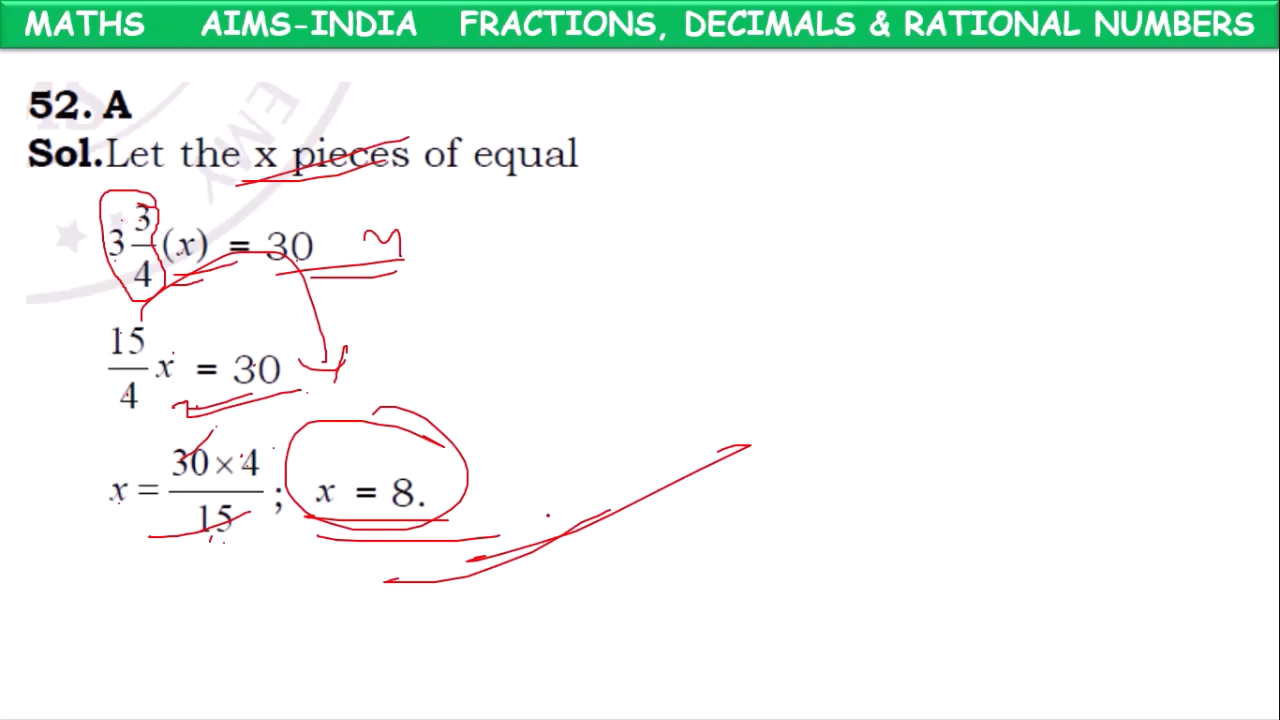 MATHS AIMS-INDIA FRACTIONS, DECIMALS & RATIONAL NUMBERS
52. A
Sol.Let the x pieces of equal
3 3/4 (x) = 30 M
15/4 x = 30
x = 30×4/15 ; x = 8.
EMY